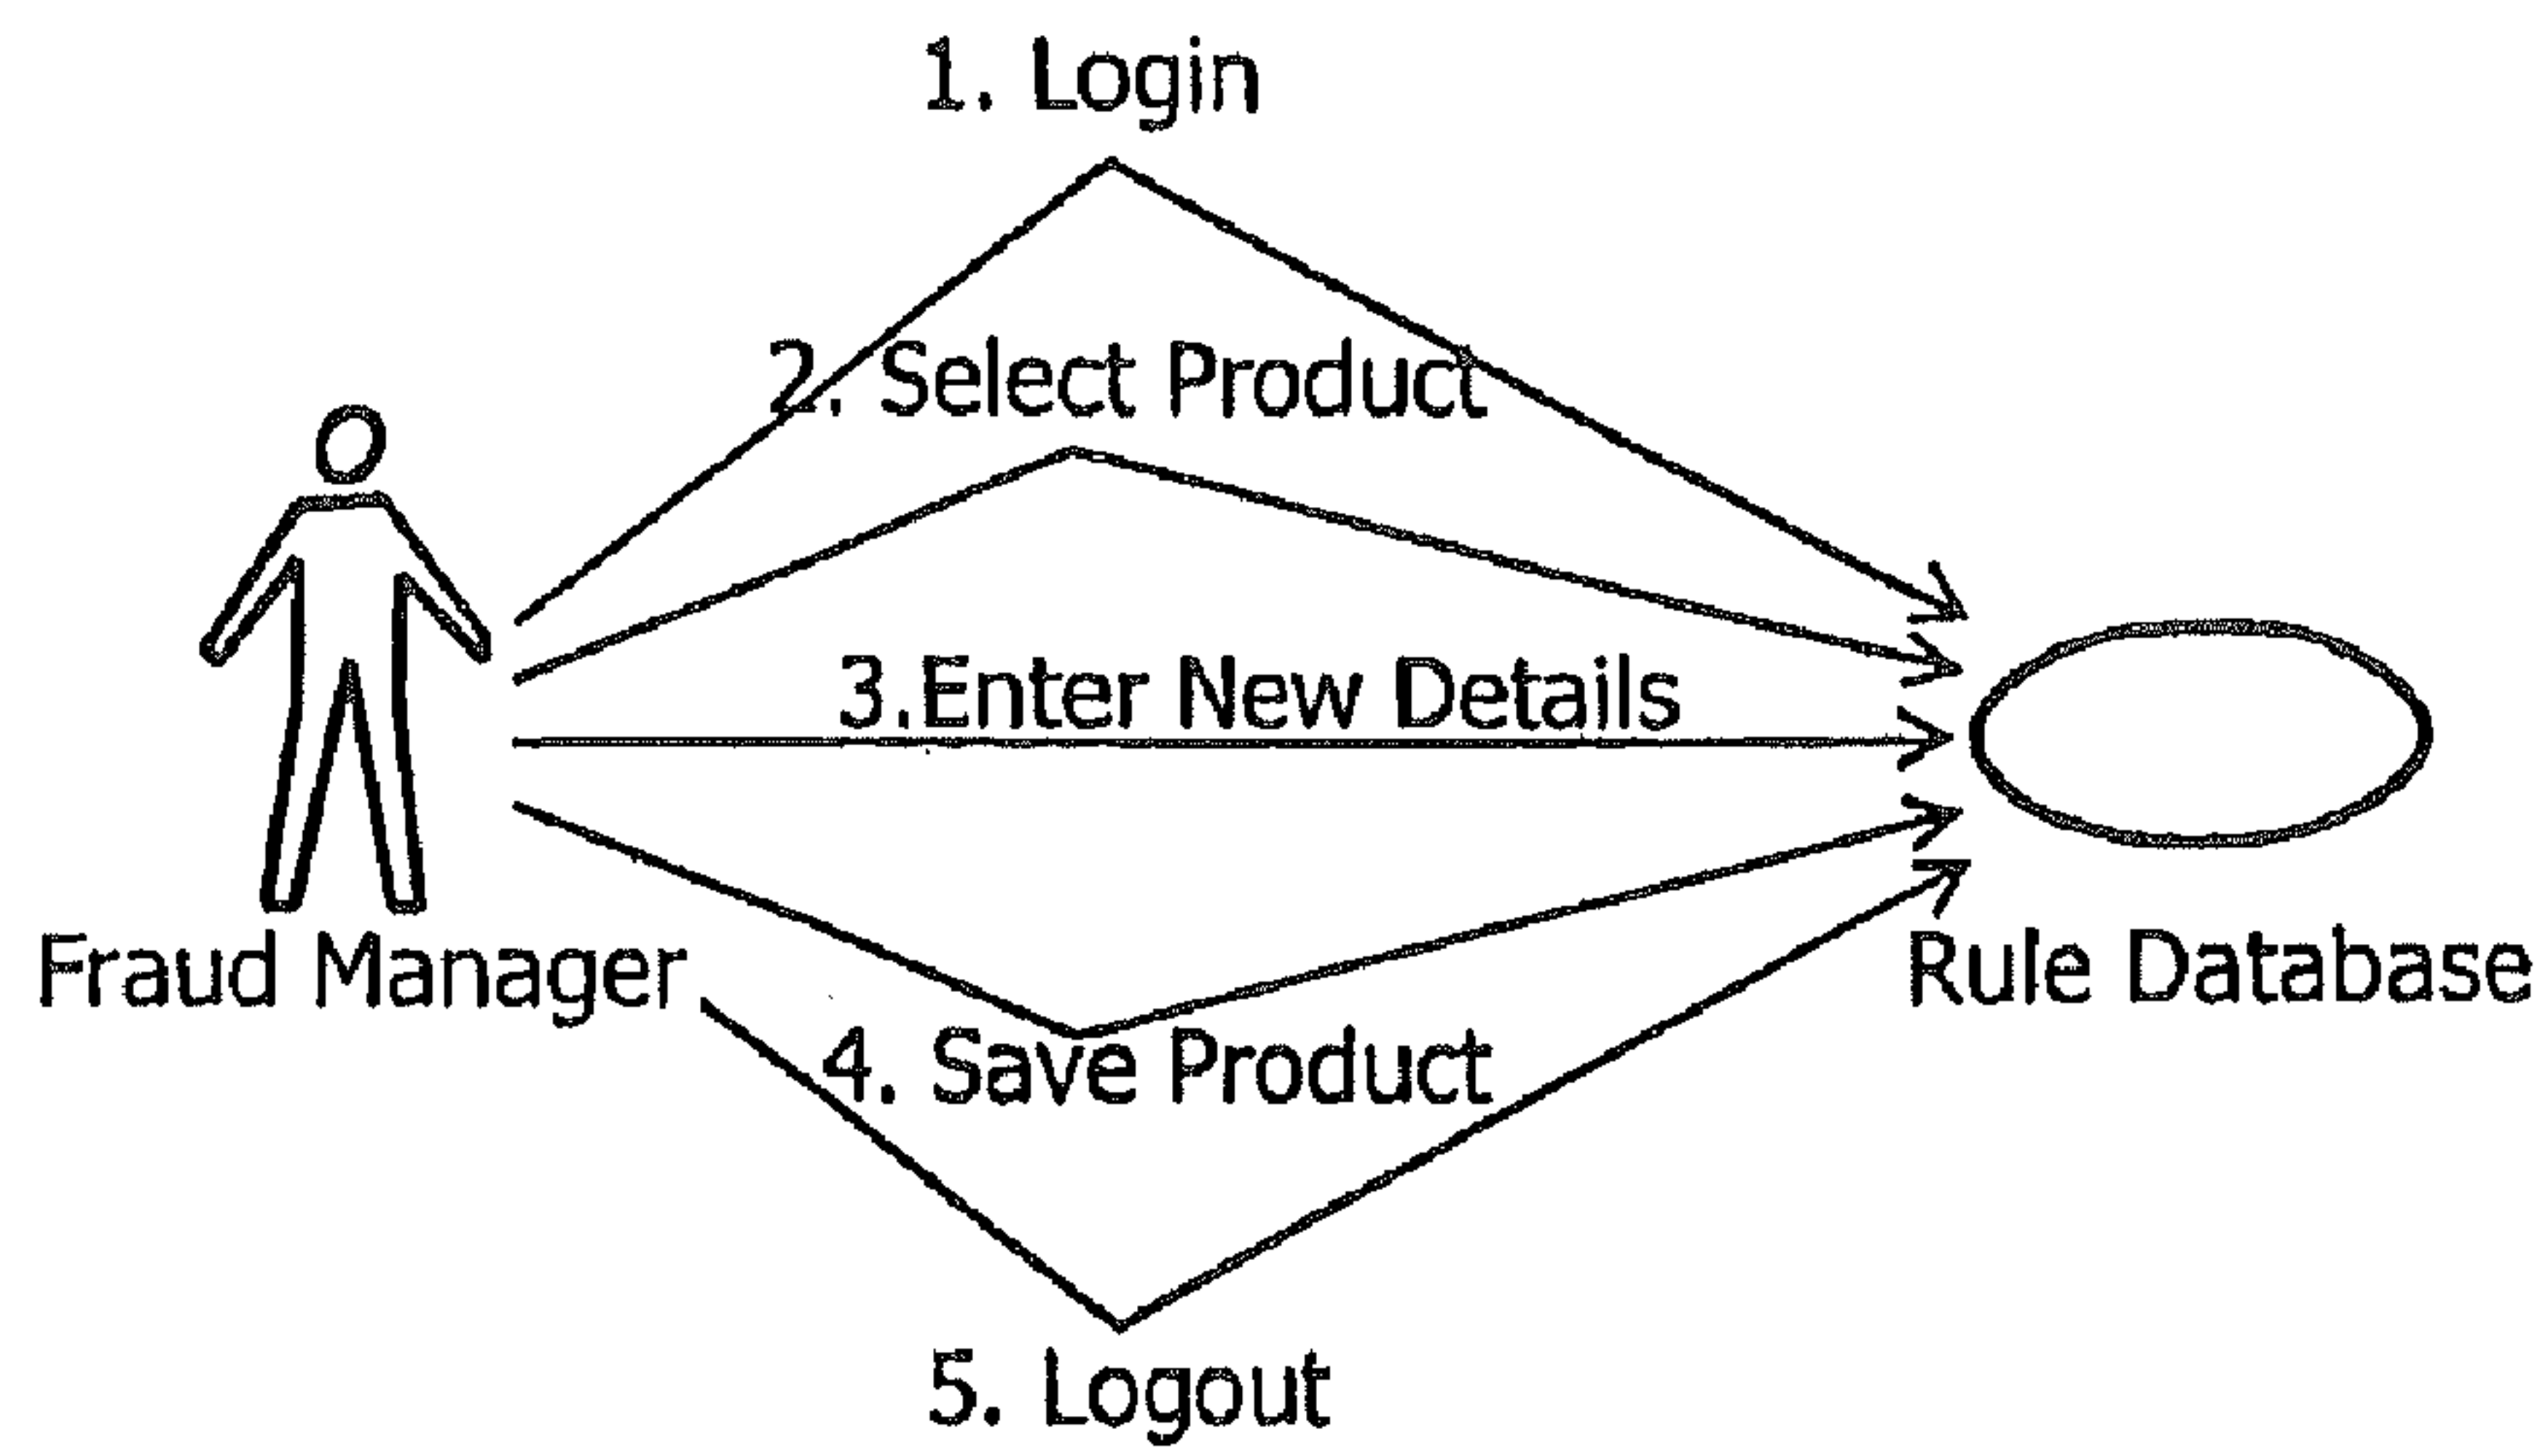 1. Login
2. Select Product
3.Enter New Details
Fraud Manager
Rule Database
4. Save Product
5. Logout